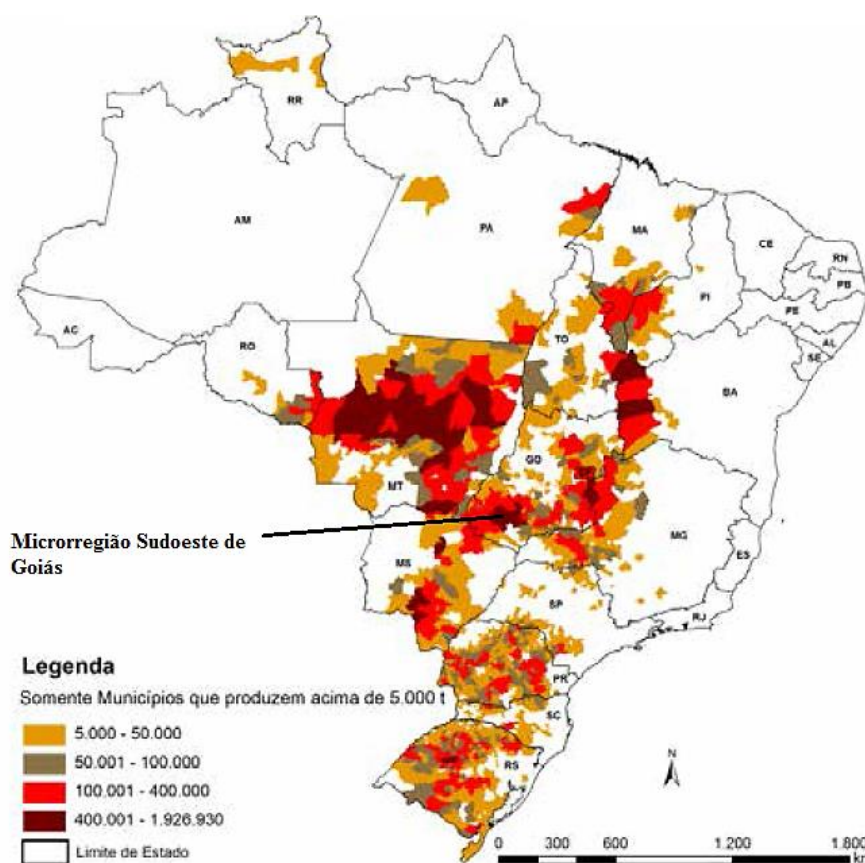 RR
AP
AM
PA
MA
CE
RN
PB
PI
PE
AL
SE
AC
RO
TO
BA
MT
GO
DF
Microrregião Sudoeste de
Goiás
MS
MG
ES
SP
RJ
PR
SC
RS
N
Legenda
Somente Municípios que produzem acima de 5.000 t
5.000 - 50.000
50.001 - 100.000
100.001 - 400.000
400.001 - 1.926.930
Limite de Estado
0 300 600 1.200 1.800